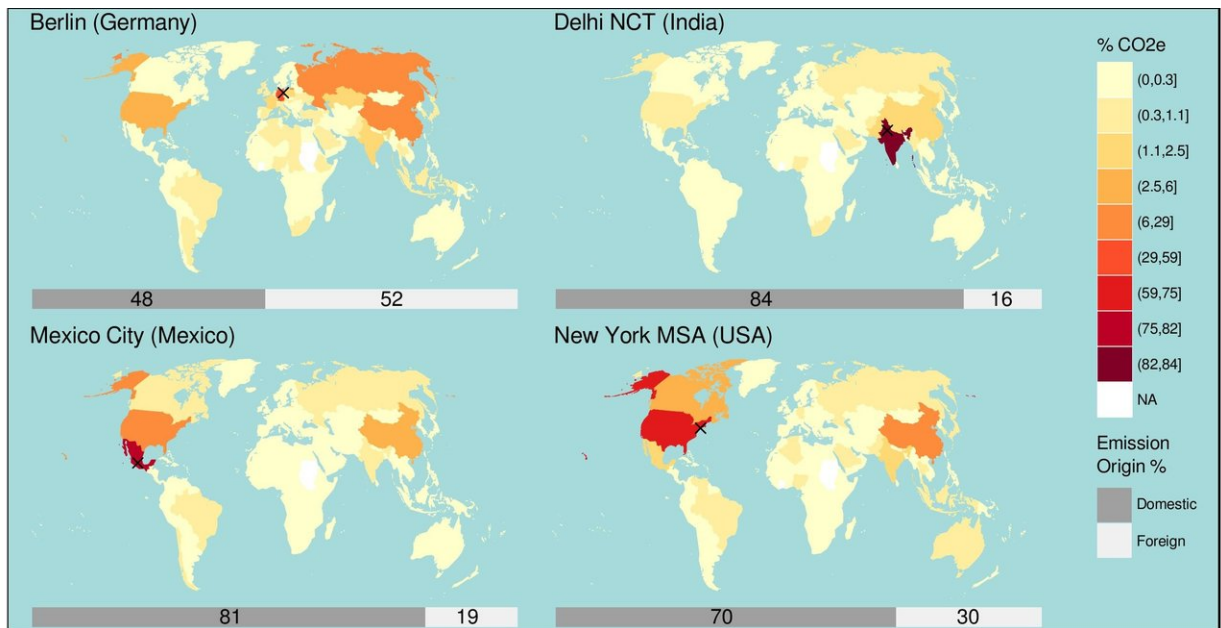 Berlin (Germany)
48 52
Delhi NCT (India)
84 16
Mexico City (Mexico)
81 19
New York MSA (USA)
70 30
% CO2e
(0,0.3]
(0.3,1.1]
(1.1,2.5]
(2.5,6]
(6,29]
(29,59]
(59,75]
(75,82]
(82,84]
NA
Emission
Origin %
Domestic
Foreign